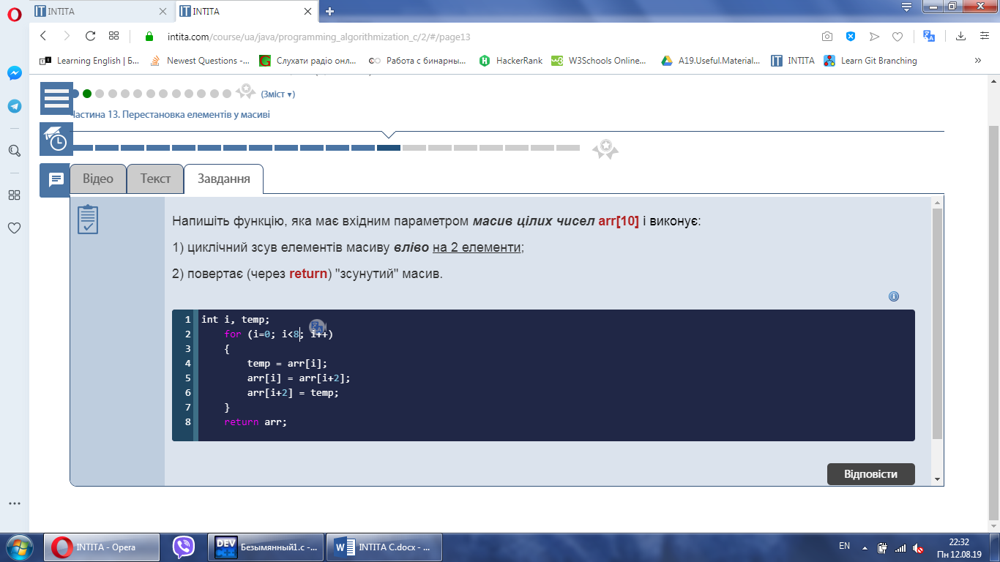 INTITA
INTITA
intita.com/course/ua/java/programming_algorithmization_c/2/#/page13
Learning English | Б...
Newest Questions -...
Слухати радіо онл...
Работа с бинарны...
HackerRank
W3Schools Online...
A19.Useful.Material...
INTITA
Learn Git Branching
(Зміст ▾)
Частина 13. Перестановка елементів у масиві
Відео
Текст
Завдання
Напишіть функцію, яка має вхідним параметром масив цілих чисел arr[10] і виконує:
1) циклічний зсув елементів масиву вліво на 2 елементи;
2) повертає (через return) "зсунутий" масив.
1 int i, temp;
2 for (i=0; i<8; i++)
3 {
4 temp = arr[i];
5 arr[i] = arr[i+2];
6 arr[i+2] = temp;
7 }
8 return arr;
Відповісти
INTITA - Opera
DEV
Безымянный1.c -...
INTITA C.docx - ...
EN
22:32
Пн 12.08.19